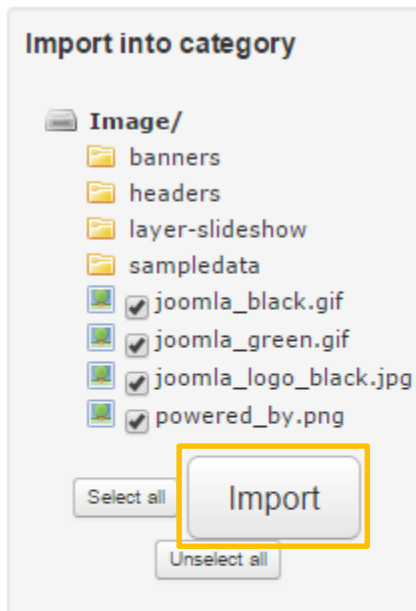 Import into category
Image/
banners
headers
layer-slideshow
sampledata
joomla_black.gif
joomla_green.gif
joomla_logo_black.jpg
powered_by.png
Select all
Import
Unselect all